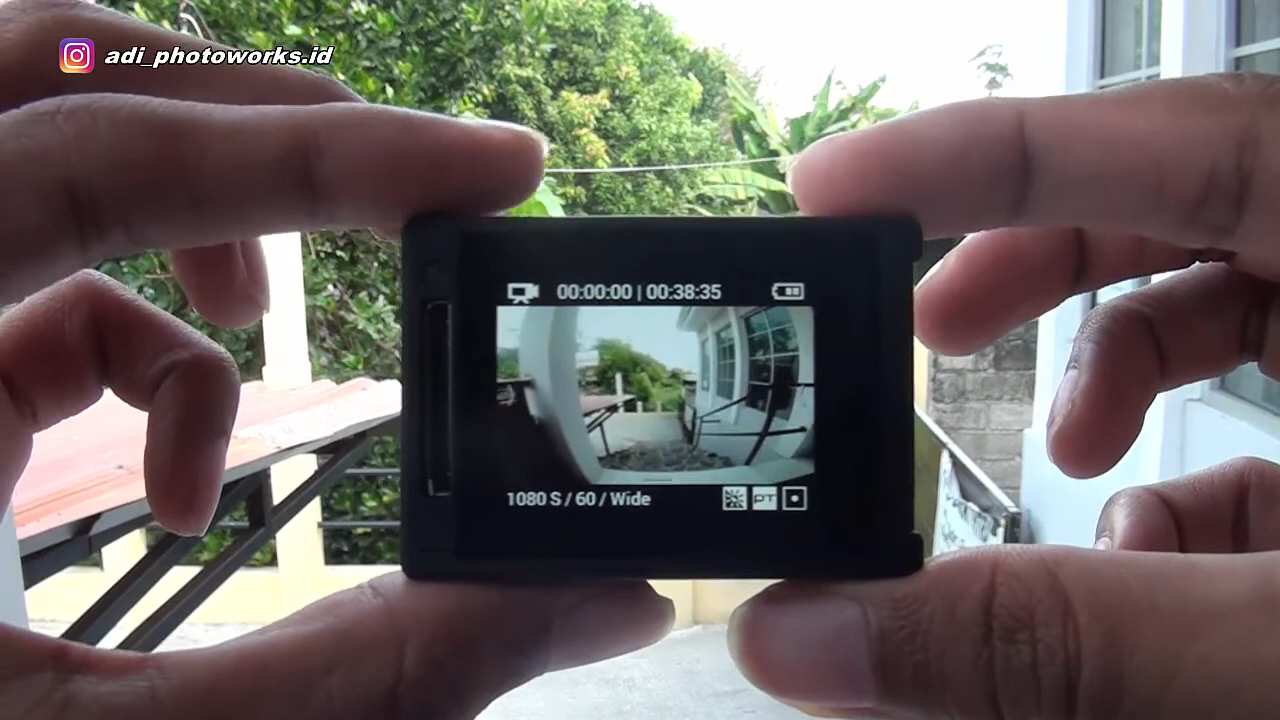 adi_photoworks.id
00:00:00 | 00:38:35
1080 S / 60 / Wide
PT